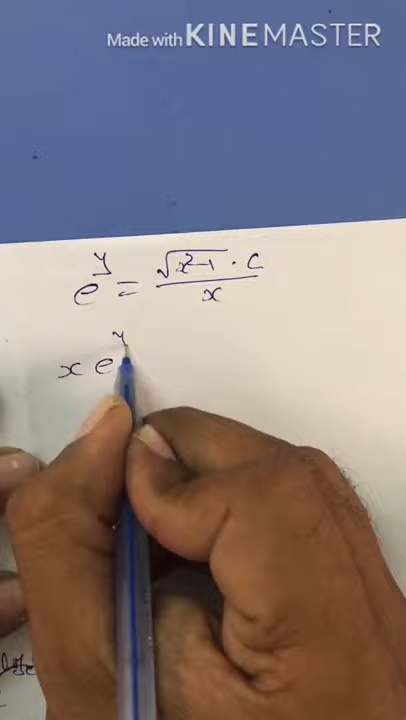 Made with KINEMASTER
e^y = √(x²-1) · C / x
x e^y